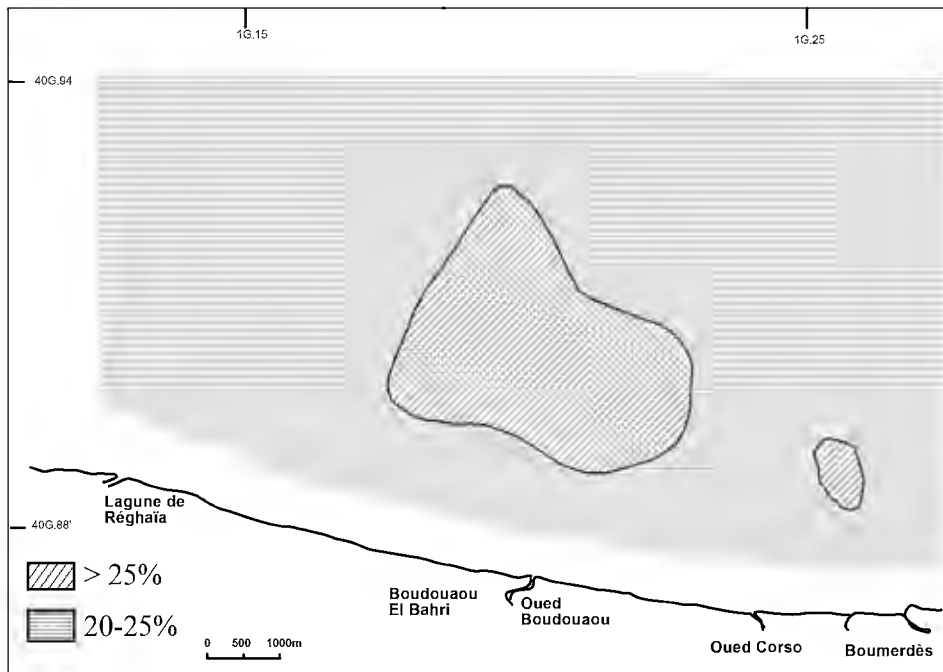 1G.15
1G.25
40G.94
Lagune de
Réghaïa
40G.88'
> 25%
Boudouaou
El Bahri
Oued
Boudouaou
20-25%
0 500 1000m
Oued Corso
Boumerdès